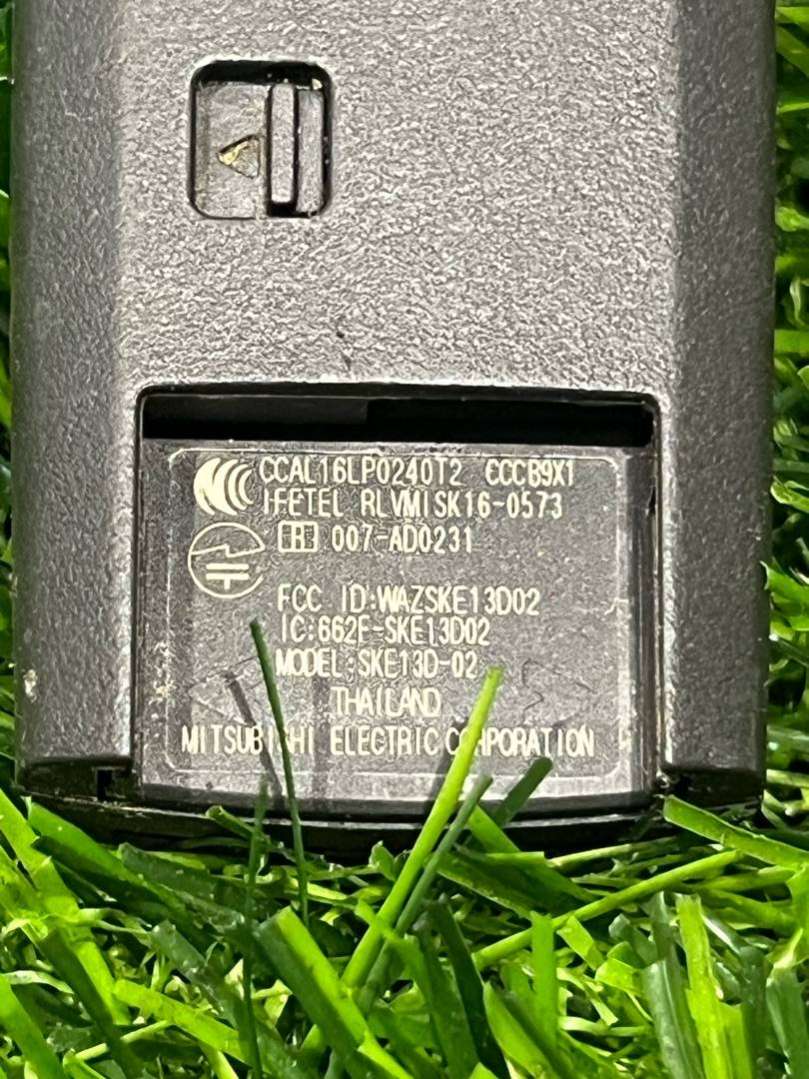 CCAL16LP0240T2 CCCB9X1
IFETEL RLVMISK16-0573
R 007-AD0231
FCC ID:WAZSKE13D02
IC:662F-SKE13D02
MODEL:SKE13D-02
THAILAND
MITSUBISHI ELECTRIC CORPORATION